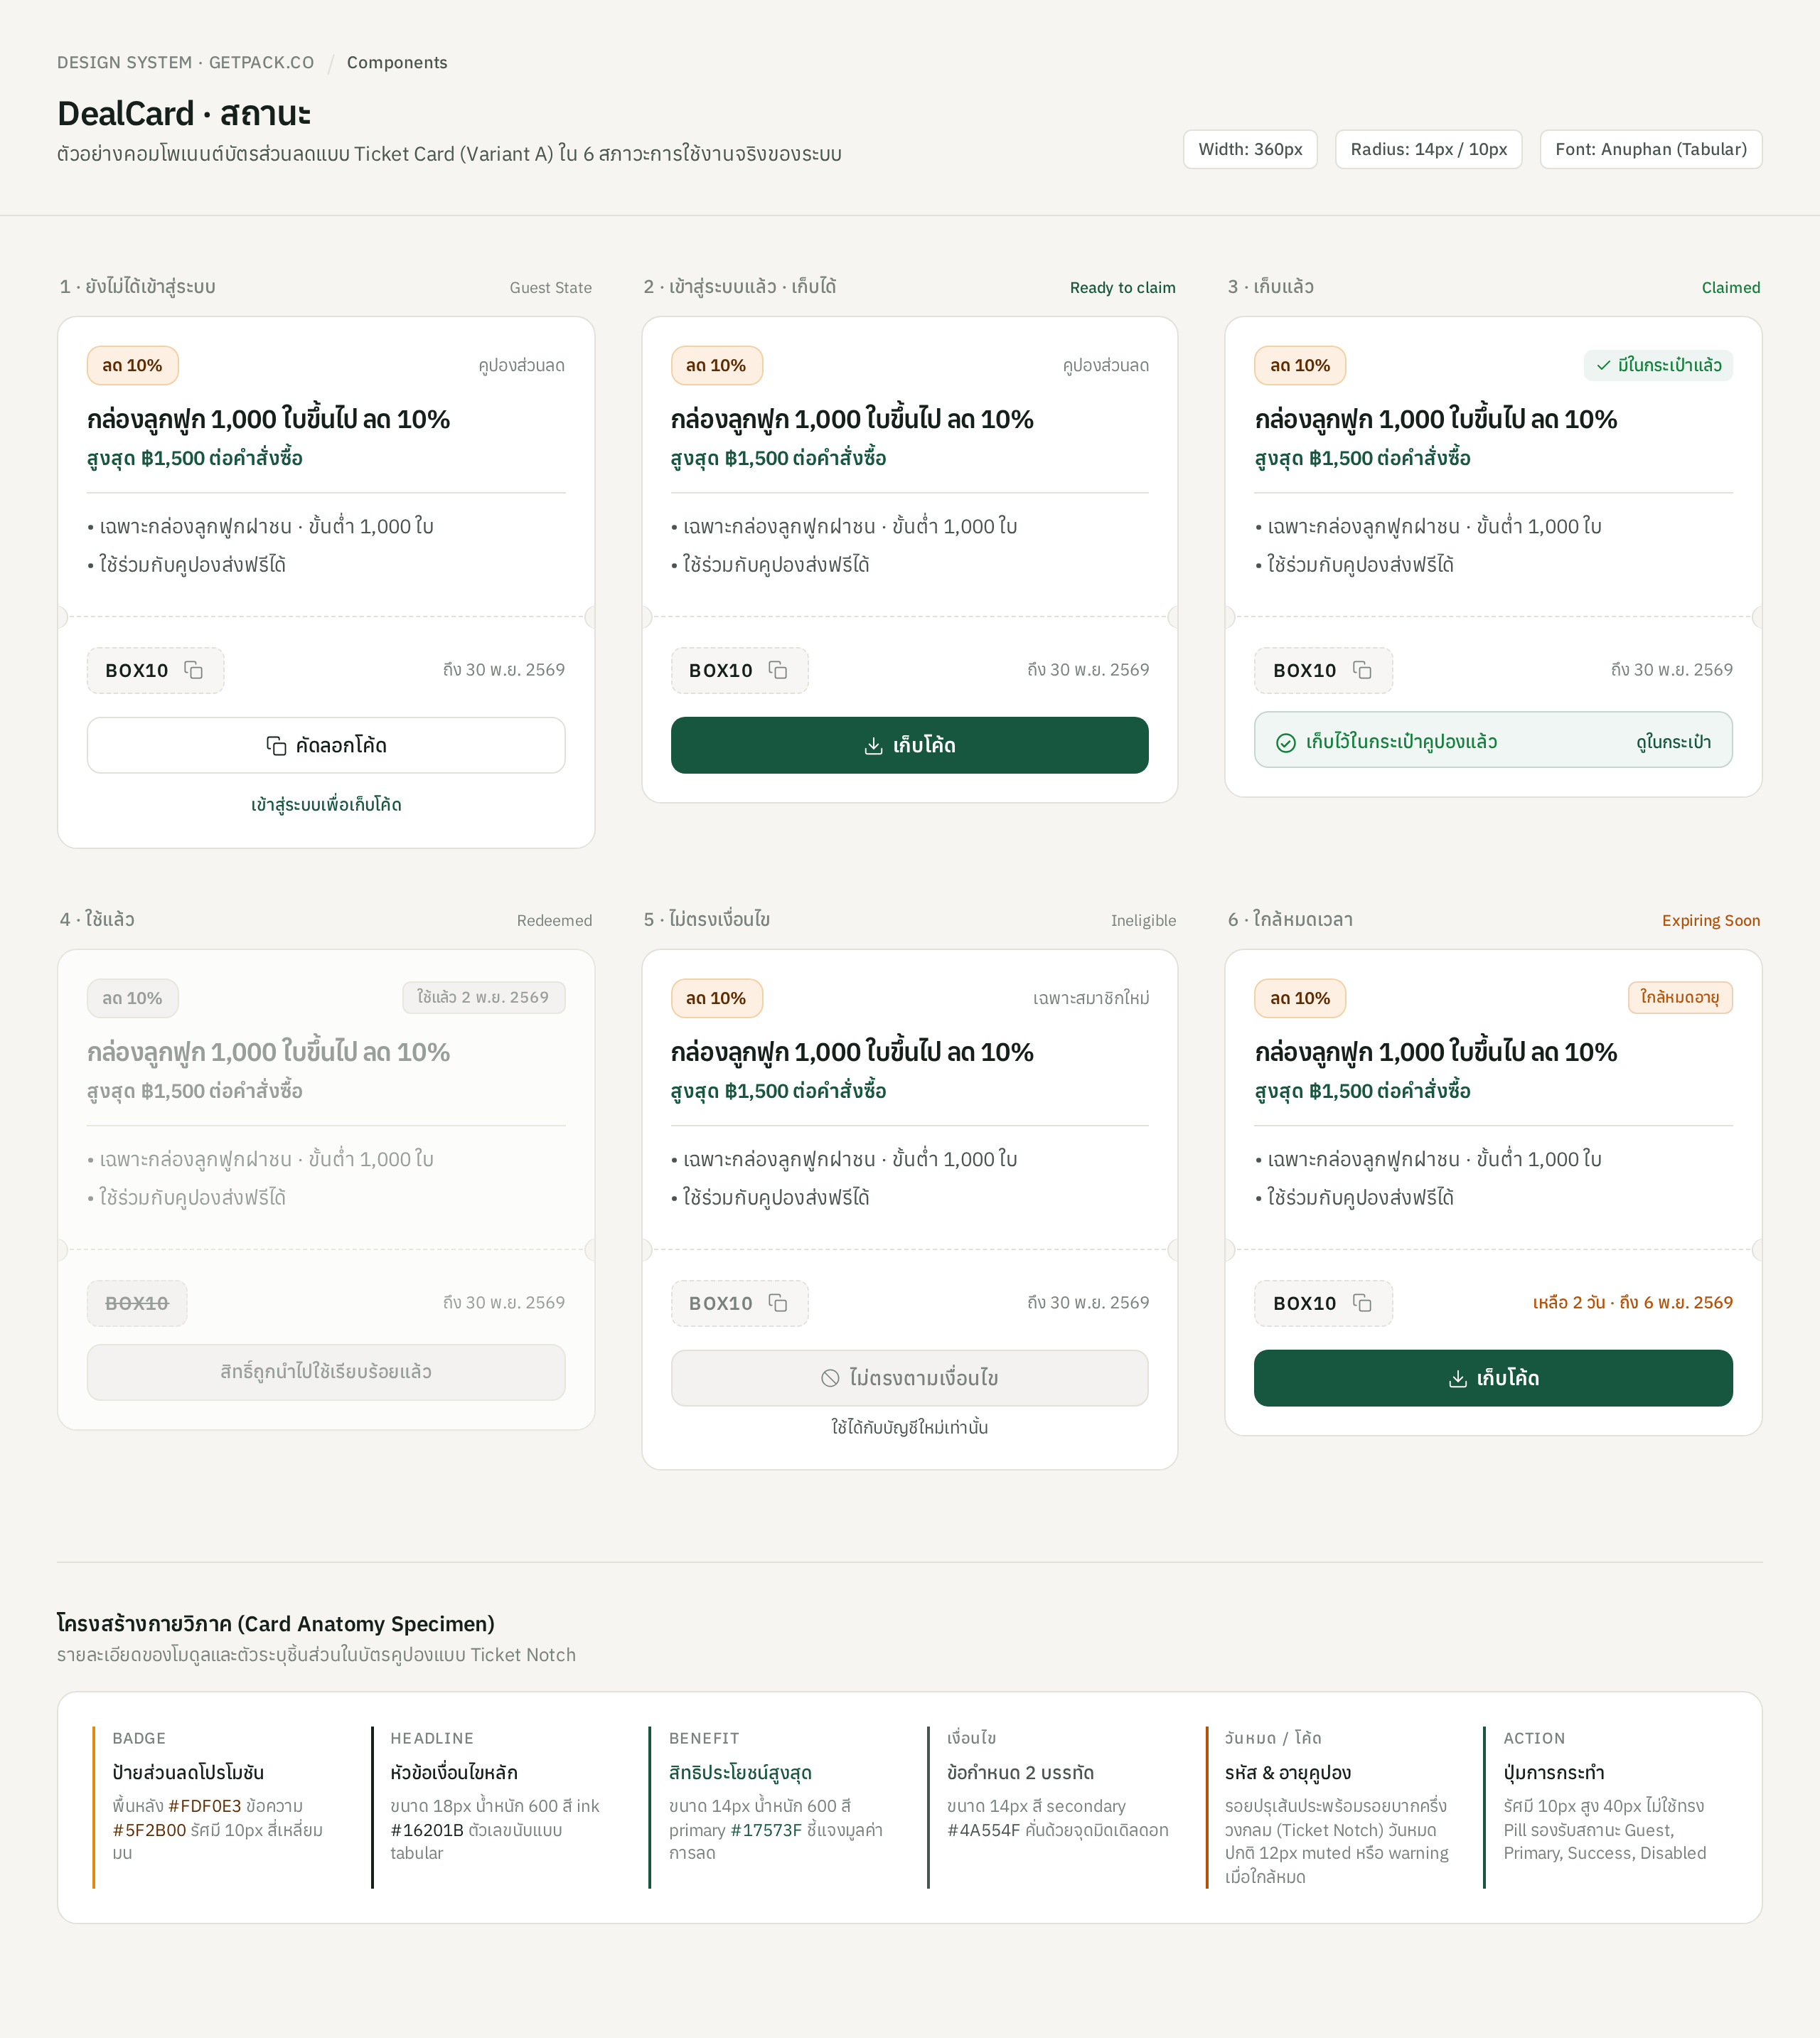 DESIGN SYSTEM · GETPACK.CO / Components
DealCard · สถานะ
ตัวอย่างคอมโพเนนต์บัตรส่วนลดแบบ Ticket Card (Variant A) ใน 6 สภาวะการใช้งานจริงของระบบ
Width: 360px
Radius: 14px / 10px
Font: Anuphan (Tabular)
1 · ยังไม่ได้เข้าสู่ระบบ
Guest State
ลด 10%
คูปองส่วนลด
กล่องลูกฟูก 1,000 ใบขึ้นไป ลด 10%
สูงสุด ฿1,500 ต่อคำสั่งซื้อ
• เฉพาะกล่องลูกฟูกฝาชน · ขั้นต่ำ 1,000 ใบ
• ใช้ร่วมกับคูปองส่งฟรีได้
BOX10
ถึง 30 พ.ย. 2569
คัดลอกโค้ด
เข้าสู่ระบบเพื่อเก็บโค้ด
2 · เข้าสู่ระบบแล้ว · เก็บได้
Ready to claim
ลด 10%
คูปองส่วนลด
กล่องลูกฟูก 1,000 ใบขึ้นไป ลด 10%
สูงสุด ฿1,500 ต่อคำสั่งซื้อ
• เฉพาะกล่องลูกฟูกฝาชน · ขั้นต่ำ 1,000 ใบ
• ใช้ร่วมกับคูปองส่งฟรีได้
BOX10
ถึง 30 พ.ย. 2569
เก็บโค้ด
3 · เก็บแล้ว
Claimed
ลด 10%
มีในกระเป๋าแล้ว
กล่องลูกฟูก 1,000 ใบขึ้นไป ลด 10%
สูงสุด ฿1,500 ต่อคำสั่งซื้อ
• เฉพาะกล่องลูกฟูกฝาชน · ขั้นต่ำ 1,000 ใบ
• ใช้ร่วมกับคูปองส่งฟรีได้
BOX10
ถึง 30 พ.ย. 2569
เก็บไว้ในกระเป๋าคูปองแล้ว
ดูในกระเป๋า
4 · ใช้แล้ว
Redeemed
ลด 10%
ใช้แล้ว 2 พ.ย. 2569
กล่องลูกฟูก 1,000 ใบขึ้นไป ลด 10%
สูงสุด ฿1,500 ต่อคำสั่งซื้อ
• เฉพาะกล่องลูกฟูกฝาชน · ขั้นต่ำ 1,000 ใบ
• ใช้ร่วมกับคูปองส่งฟรีได้
BOX10
ถึง 30 พ.ย. 2569
สิทธิ์ถูกนำไปใช้เรียบร้อยแล้ว
5 · ไม่ตรงเงื่อนไข
Ineligible
ลด 10%
เฉพาะสมาชิกใหม่
กล่องลูกฟูก 1,000 ใบขึ้นไป ลด 10%
สูงสุด ฿1,500 ต่อคำสั่งซื้อ
• เฉพาะกล่องลูกฟูกฝาชน · ขั้นต่ำ 1,000 ใบ
• ใช้ร่วมกับคูปองส่งฟรีได้
BOX10
ถึง 30 พ.ย. 2569
ไม่ตรงตามเงื่อนไข
ใช้ได้กับบัญชีใหม่เท่านั้น
6 · ใกล้หมดเวลา
Expiring Soon
ลด 10%
ใกล้หมดอายุ
กล่องลูกฟูก 1,000 ใบขึ้นไป ลด 10%
สูงสุด ฿1,500 ต่อคำสั่งซื้อ
• เฉพาะกล่องลูกฟูกฝาชน · ขั้นต่ำ 1,000 ใบ
• ใช้ร่วมกับคูปองส่งฟรีได้
BOX10
เหลือ 2 วัน · ถึง 6 พ.ย. 2569
เก็บโค้ด
โครงสร้างกายวิภาค (Card Anatomy Specimen)
รายละเอียดของโมดูลและตัวระบุชิ้นส่วนในบัตรคูปองแบบ Ticket Notch
BADGE
ป้ายส่วนลดโปรโมชัน
พื้นหลัง #FDF0E3 ข้อความ
#5F2B00 รัศมี 10px สี่เหลี่ยม
มน
HEADLINE
หัวข้อเงื่อนไขหลัก
ขนาด 18px น้ำหนัก 600 สี ink
#16201B ตัวเลขนับแบบ
tabular
BENEFIT
สิทธิประโยชน์สูงสุด
ขนาด 14px น้ำหนัก 600 สี
primary #17573F ชี้แจงมูลค่า
การลด
เงื่อนไข
ข้อกำหนด 2 บรรทัด
ขนาด 14px สี secondary
#4A554F คั่นด้วยจุดมิดเดิลดอท
วันหมด / โค้ด
รหัส & อายุคูปอง
รอยปรุเส้นประพร้อมรอยบากครึ่ง
วงกลม (Ticket Notch) วันหมด
ปกติ 12px muted หรือ warning
เมื่อใกล้หมด
ACTION
ปุ่มการกระทำ
รัศมี 10px สูง 40px ไม่ใช้ทรง
Pill รองรับสถานะ Guest,
Primary, Success, Disabled